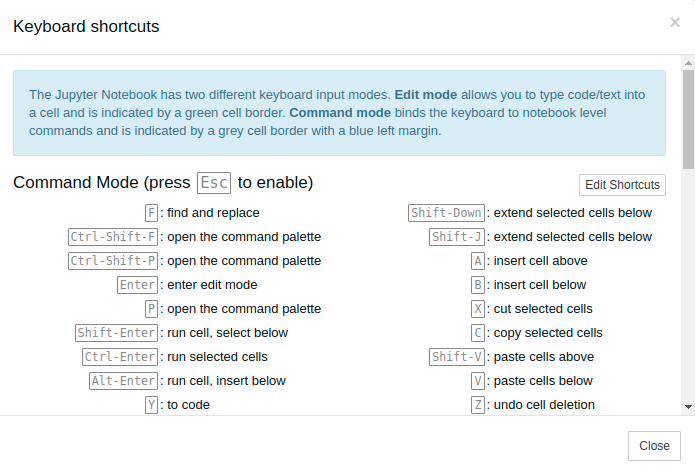 Keyboard shortcuts
×
The Jupyter Notebook has two different keyboard input modes. Edit mode allows you to type code/text into
a cell and is indicated by a green cell border. Command mode binds the keyboard to notebook level
commands and is indicated by a grey cell border with a blue left margin.
Command Mode (press Esc to enable)
Edit Shortcuts
F : find and replace
Ctrl-Shift-F : open the command palette
Ctrl-Shift-P : open the command palette
Enter : enter edit mode
P : open the command palette
Shift-Enter : run cell, select below
Ctrl-Enter : run selected cells
Alt-Enter : run cell, insert below
Y : to code
Shift-Down : extend selected cells below
Shift-J : extend selected cells below
A : insert cell above
B : insert cell below
X : cut selected cells
C : copy selected cells
Shift-V : paste cells above
V : paste cells below
Z : undo cell deletion
Close